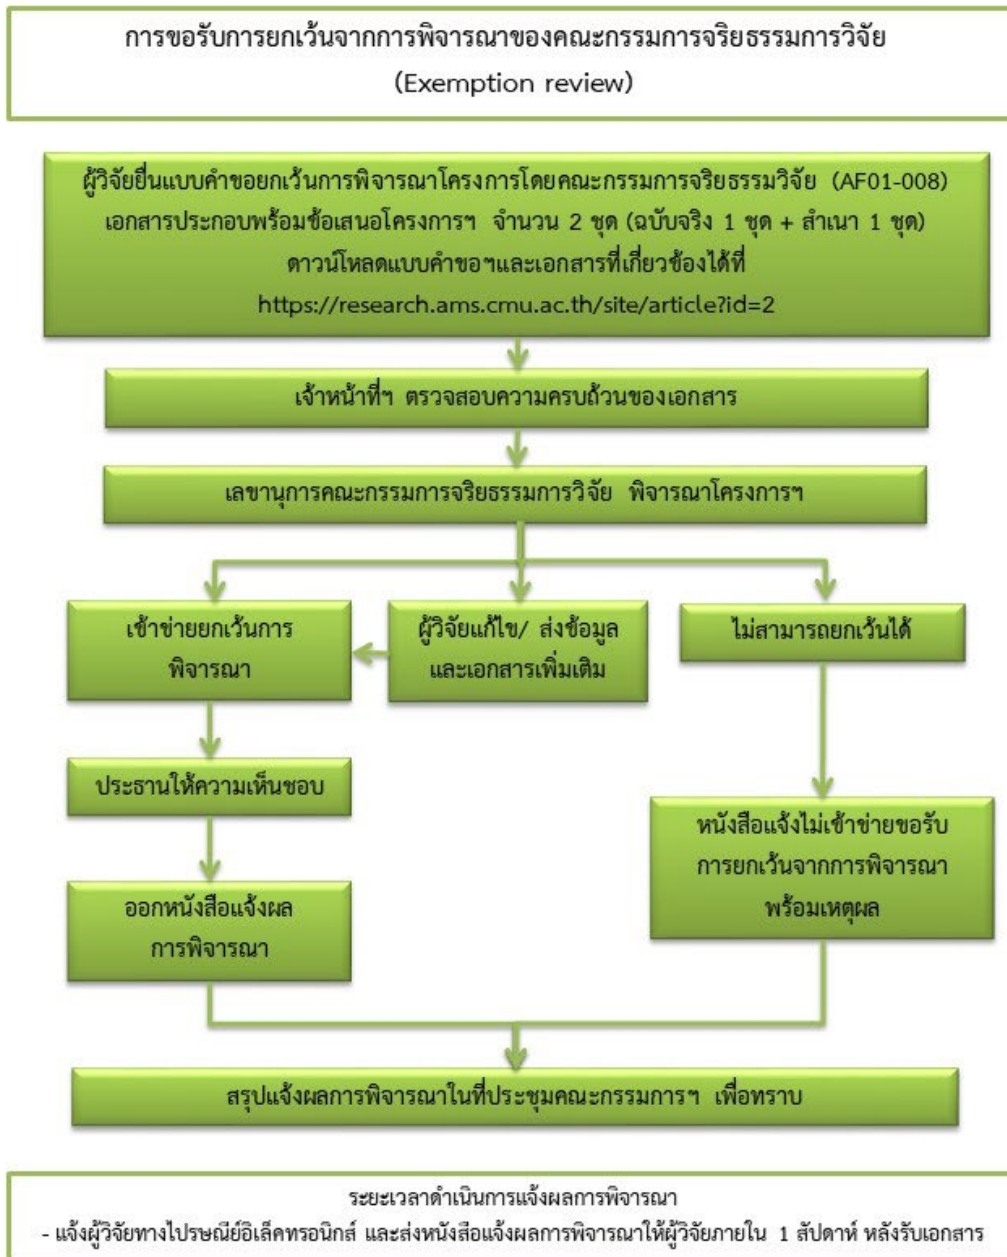 การขอรับการยกเว้นจากการพิจารณาของคณะกรรมการจริยธรรมการวิจัย
(Exemption review)
ผู้วิจัยยื่นแบบคำขอยกเว้นการพิจารณาโครงการโดยคณะกรรมการจริยธรรมวิจัย (AF01-008)
เอกสารประกอบพร้อมข้อเสนอโครงการฯ จำนวน 2 ชุด (ฉบับจริง 1 ชุด + สำเนา 1 ชุด)
ดาวน์โหลดแบบคำขอฯและเอกสารที่เกี่ยวข้องได้ที่
https://research.ams.cmu.ac.th/site/article?id=2
เจ้าหน้าที่ฯ ตรวจสอบความครบถ้วนของเอกสาร
เลขานุการคณะกรรมการจริยธรรมการวิจัย พิจารณาโครงการฯ
เข้าข่ายยกเว้นการ
พิจารณา
ผู้วิจัยแก้ไข/ ส่งข้อมูล
และเอกสารเพิ่มเติม
ไม่สามารถยกเว้นได้
ประธานให้ความเห็นชอบ
หนังสือแจ้งไม่เข้าข่ายขอรับ
การยกเว้นจากการพิจารณา
พร้อมเหตุผล
ออกหนังสือแจ้งผล
การพิจารณา
สรุปแจ้งผลการพิจารณาในที่ประชุมคณะกรรมการฯ เพื่อทราบ
ระยะเวลาดำเนินการแจ้งผลการพิจารณา
- แจ้งผู้วิจัยทางไปรษณีย์อิเล็คทรอนิกส์ และส่งหนังสือแจ้งผลการพิจารณาให้ผู้วิจัยภายใน 1 สัปดาห์ หลังรับเอกสาร